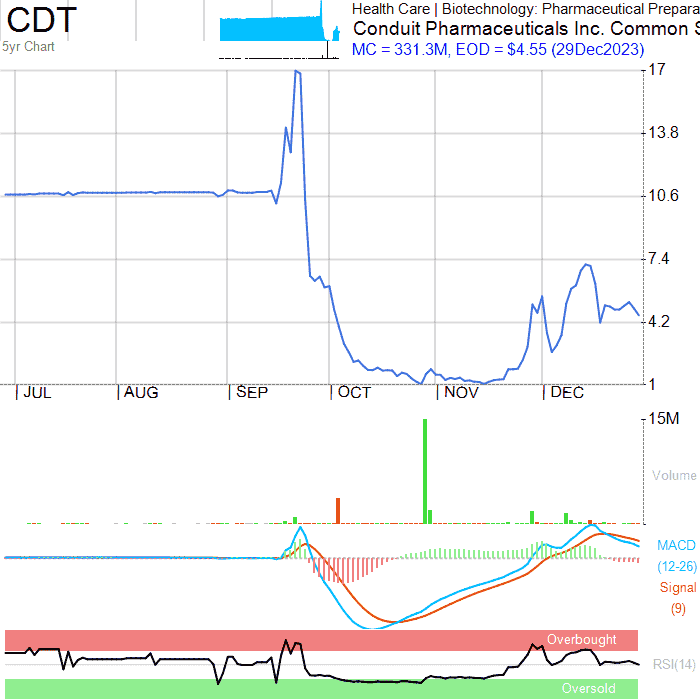 CDT
5yr Chart
Health Care | Biotechnology: Pharmaceutical Prepara
Conduit Pharmaceuticals Inc. Common S
MC = 331.3M, EOD = $4.55 (29Dec2023)
17
13.8
10.6
7.4
4.2
1
JUL AUG SEP OCT NOV DEC
15M
Volume
MACD
(12-26)
Signal
(9)
Overbought
RSI(14)
Oversold